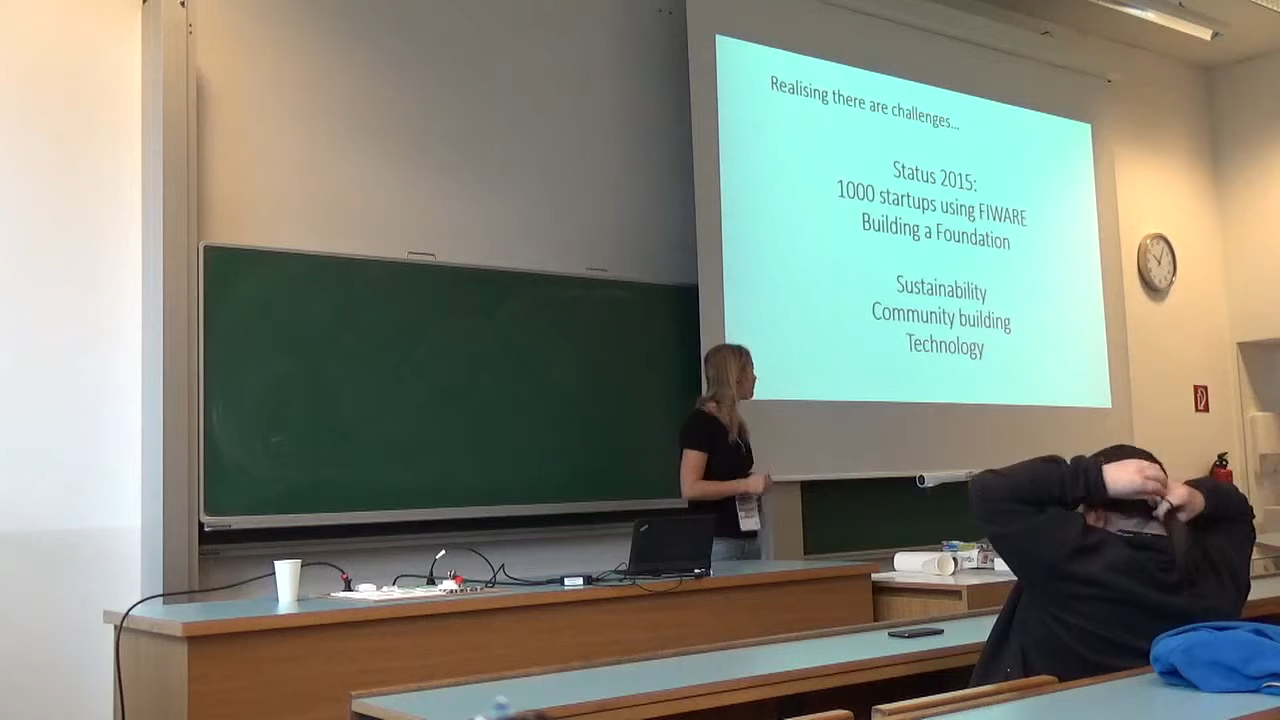 Realising there are challenges...
Status 2015:
1000 startups using FIWARE
Building a Foundation
Sustainability
Community building
Technology